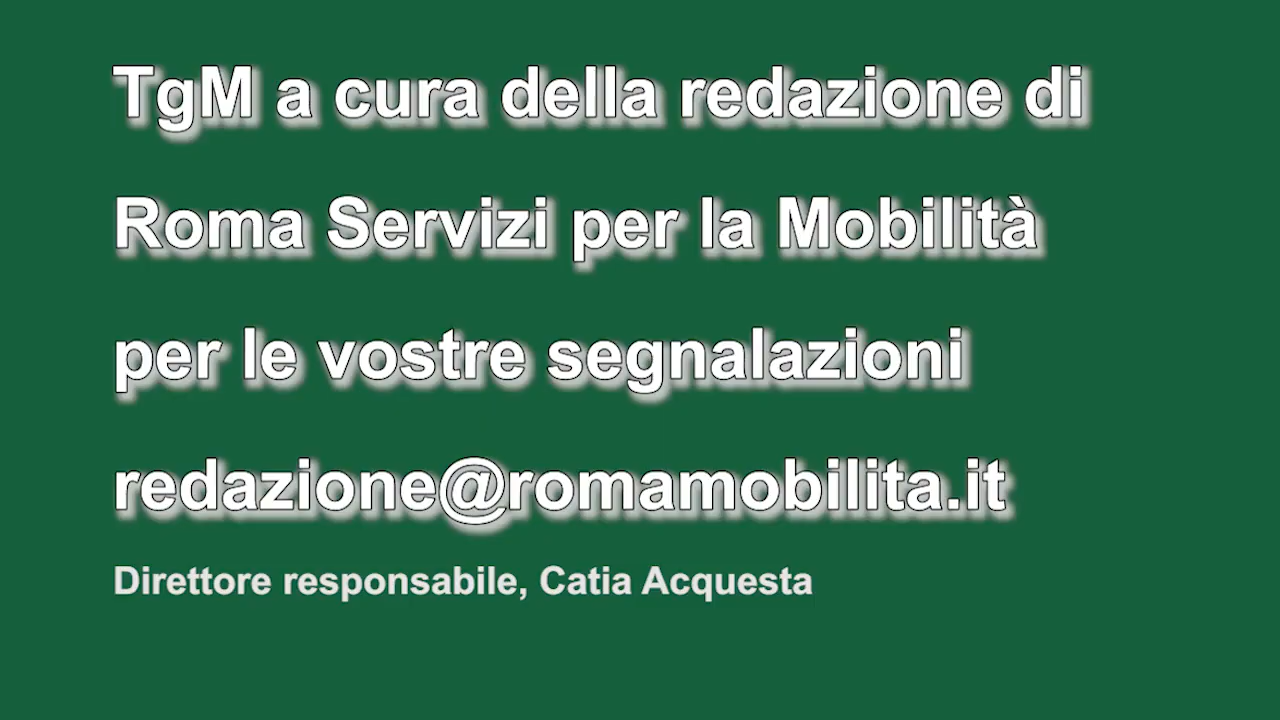 TgM a cura della redazione di
Roma Servizi per la Mobilità
per le vostre segnalazioni
redazione@romamobilita.it
Direttore responsabile, Catia Acquesta